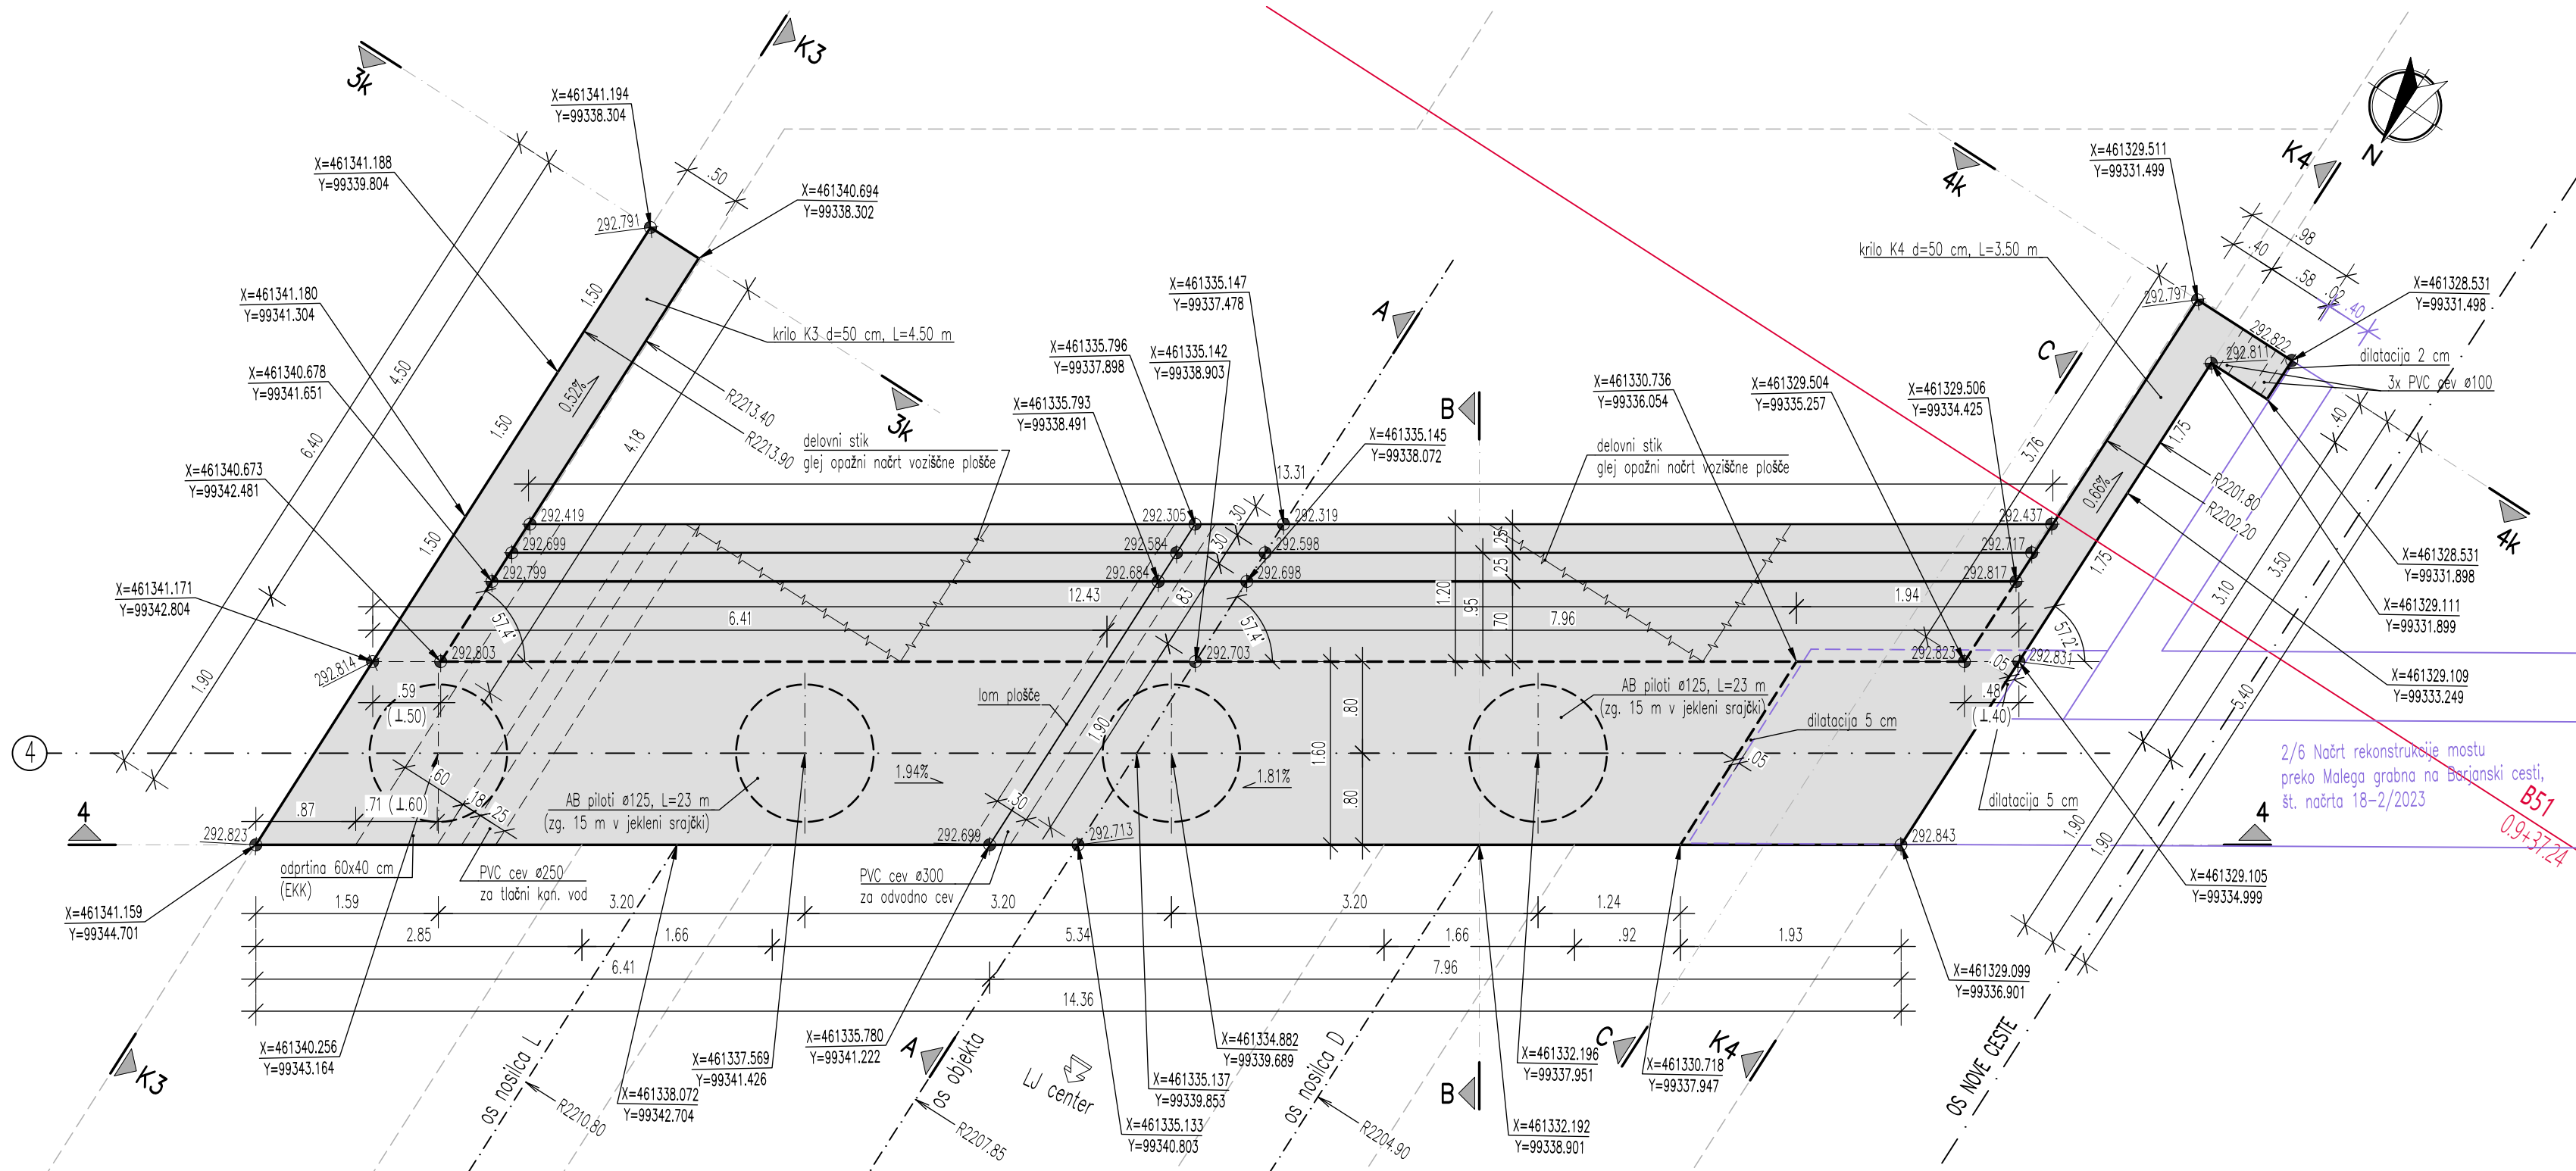 3k
K3
X=461341.194
Y=99338.304
X=461341.188
Y=99339.804
.50
X=461340.694
Y=99338.302
292.791
X=461341.180
Y=99341.304
1.50
krilo K3 d=50 cm, L=4.50 m
X=461340.678
Y=99341.651
4.50
6.40
0.52%
1.50
R2213.40
R2213.90
4.18
3k
delovni stik
glej opažni načrt voziščne plošče
X=461340.673
Y=99342.481
1.50
X=461341.171
Y=99342.804
292.814
1.90
X=461335.147
Y=99337.478
X=461335.796
Y=99337.898
X=461335.142
Y=99338.903
X=461335.793
Y=99338.491
X=461335.145
Y=99338.072
A
B
13.31
292.419
292.305
292.319
.30
292.437
292.699
292.584
292.598
.30
292.717
292.799
292.684
292.698
292.817
.25
.25
1.20
.95
.70
12.43
1.94
6.41
7.96
.83
57.4°
57.4°
57.2°
292.803
292.703
292.823
292.831
.05
X=461330.736
Y=99336.054
X=461329.504
Y=99335.257
X=461329.506
Y=99334.425
delovni stik
glej opažni načrt voziščne plošče
C
4k
krilo K4 d=50 cm, L=3.50 m
X=461329.511
Y=99331.499
K4
N
.98
.40
.58
.02
.40
292.797
292.822
292.811
X=461328.531
Y=99331.498
dilatacija 2 cm
3x PVC cev ø100
.40
3.76
1.75
0.66%
R2201.80
R2202.20
1.75
3.50
3.10
5.40
4k
X=461328.531
Y=99331.898
X=461329.111
Y=99331.899
X=461329.109
Y=99333.249
.59
(⊥.50)
.48
(⊥.40)
lom plošče
1.90
AB piloti ø125, L=23 m
(zg. 15 m v jekleni srajčki)
dilatacija 5 cm
.05
.80
1.60
.80
4
.60
.18
.25
1.94%
1.81%
.87
.71 (⊥.60)
AB piloti ø125, L=23 m
(zg. 15 m v jekleni srajčki)
.30
dilatacija 5 cm
2/6 Načrt rekonstrukcije mostu
preko Malega grabna na Barjanski cesti,
št. načrta 18-2/2023
B51
0.9+37.24
4
4
292.823
292.699
292.713
292.843
1.90
1.90
odprtina 60x40 cm
(EKK)
PVC cev ø250
za tlačni kan. vod
PVC cev ø300
za odvodno cev
X=461341.159
Y=99344.701
X=461329.105
Y=99334.999
1.59
3.20
3.20
3.20
1.24
2.85
1.66
5.34
1.66
.92
1.93
6.41
7.96
14.36
X=461329.099
Y=99336.901
X=461340.256
Y=99343.164
X=461337.569
Y=99341.426
X=461335.780
Y=99341.222
A
X=461334.882
Y=99339.689
X=461332.196
Y=99337.951
C
X=461330.718
Y=99337.947
K4
K3
os nosilca L
R2210.80
X=461338.072
Y=99342.704
os objekta
R2207.85
LJ center
X=461335.137
Y=99339.853
X=461335.133
Y=99340.803
os nosilca D
R2204.90
B
X=461332.192
Y=99338.901
OS NOVE CESTE